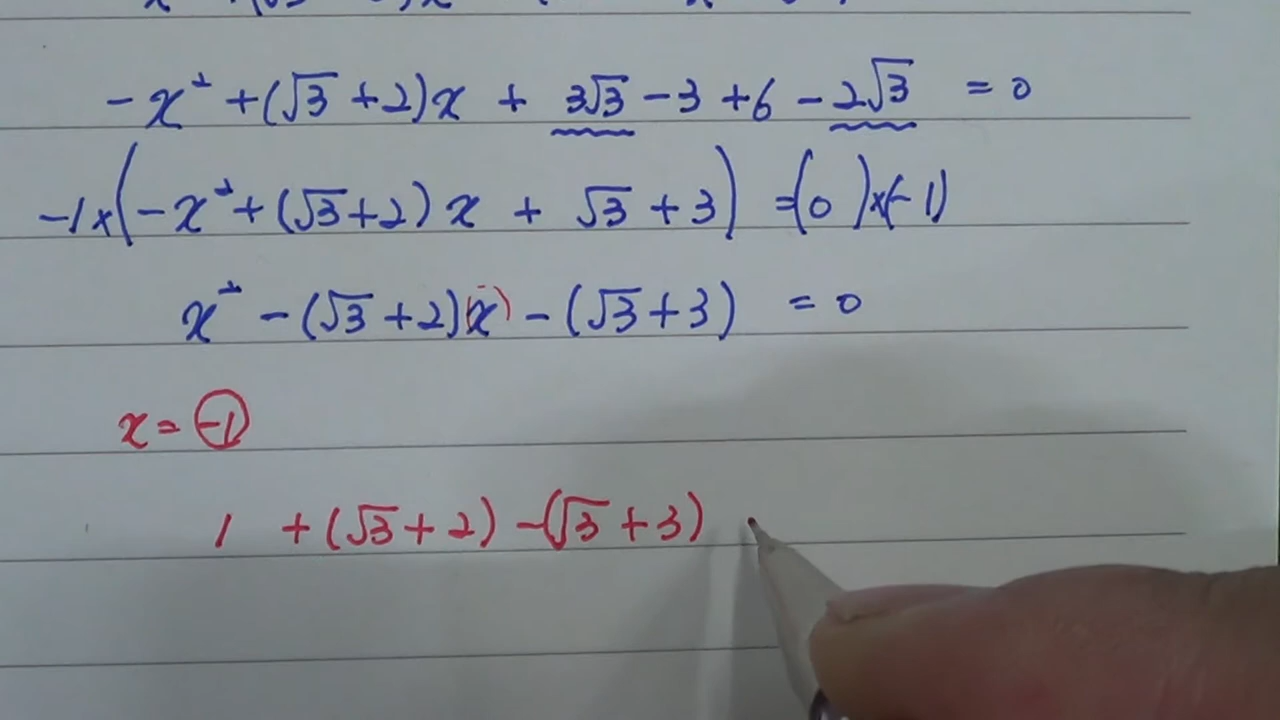 -x² + (√3 + 2)x + 3√3 - 3 + 6 - 2√3 = 0
-1×(-x² + (√3 + 2)x + √3 + 3) = (0)×(-1)
x² - (√3 + 2)(x) - (√3 + 3) = 0
x = -1
1 + (√3 + 2) - (√3 + 3)